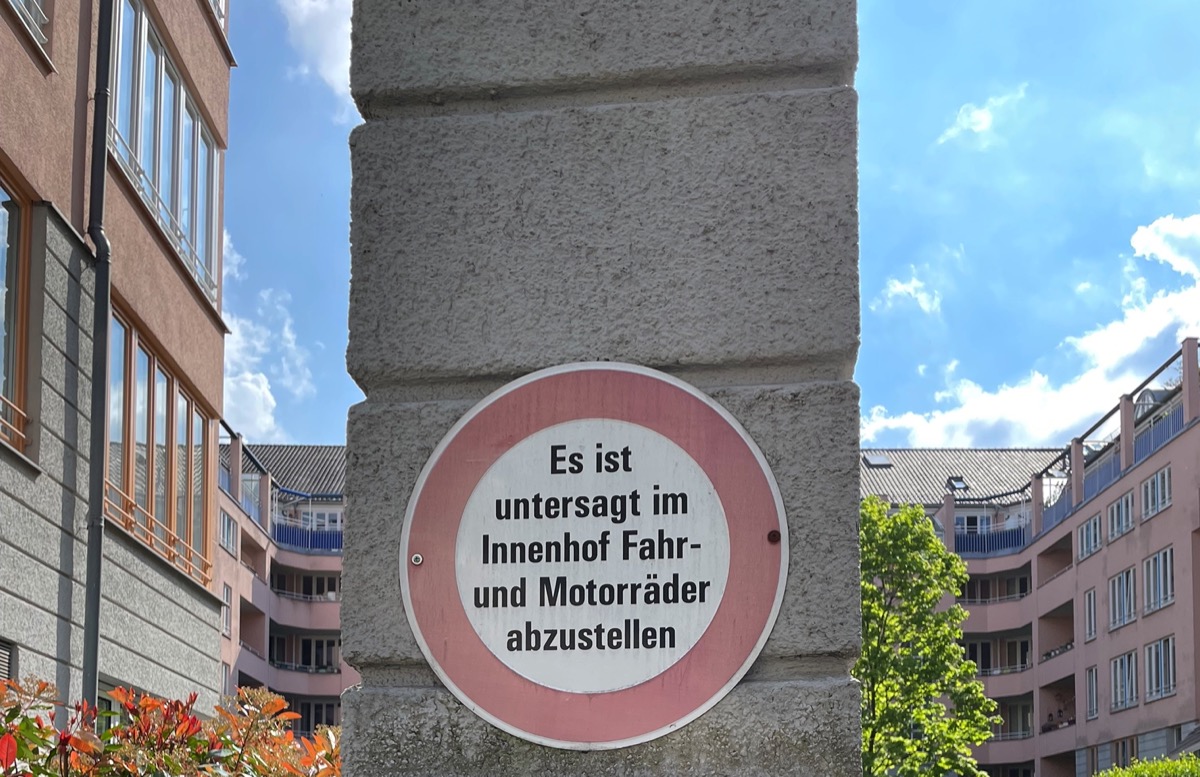 Es ist
untersagt im
Innenhof Fahr-
und Motorräder
abzustellen